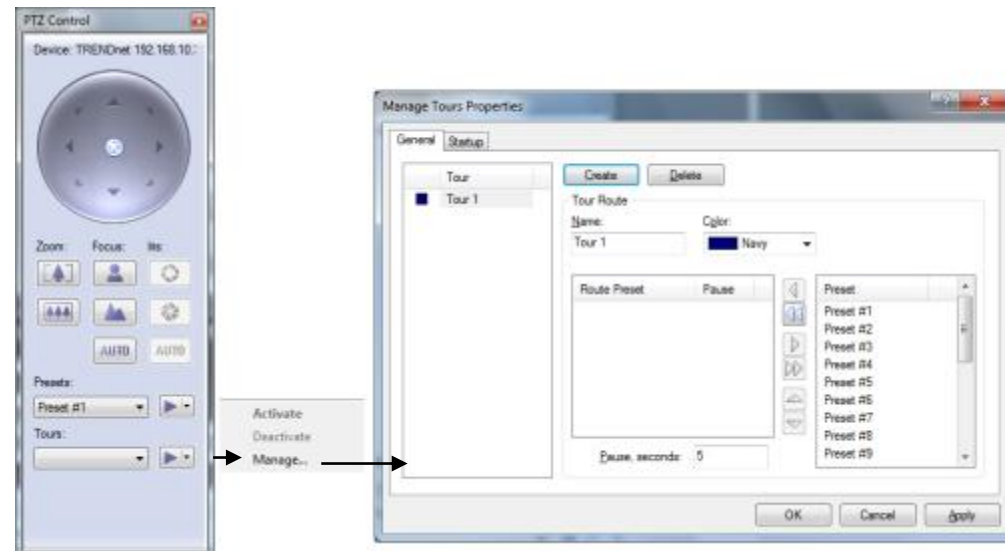 PTZ Control
Device: TRENDnet 192.168.10.
Zoom: Focus: Iris:
AUTO AUTO
Presets:
Preset #1
Tours:
Activate
Deactivate
Manage...
Manage Tours Properties
General Startup
Tour
Tour 1
Create Delete
Tour Route
Name: Color:
Tour 1 Navy
Route Preset Pause
Preset
Preset #1
Preset #2
Preset #3
Preset #4
Preset #5
Preset #6
Preset #7
Preset #8
Preset #9
Pause, seconds: 5
OK Cancel Apply